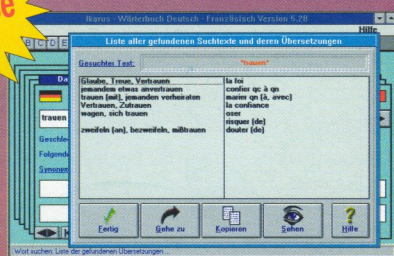 Ikarus - Wörterbuch Deutsch - Französisch Version 5.20
Hilfe
B C D E
Liste aller gefundenen Suchtexte und deren Übersetzungen
Gesuchter Text: *trauen*
Glaube, Treue, Vertrauen la foi
jemandem etwas anvertrauen confier qc à qn
trauen (mit), jemanden verheiraten marier qn (à, avec)
Vertrauen, Zutrauen la confiance
wagen, sich trauen oser
risquer (de)
zweifeln (an), bezweifeln, mißtrauen douter (de)
Da
trauen
Geschle
Folgend
Synonym
Fertig Gehe zu Kopieren Sehen Hilfe
Wort suchen, Liste der gefundenen Übersetzungen...